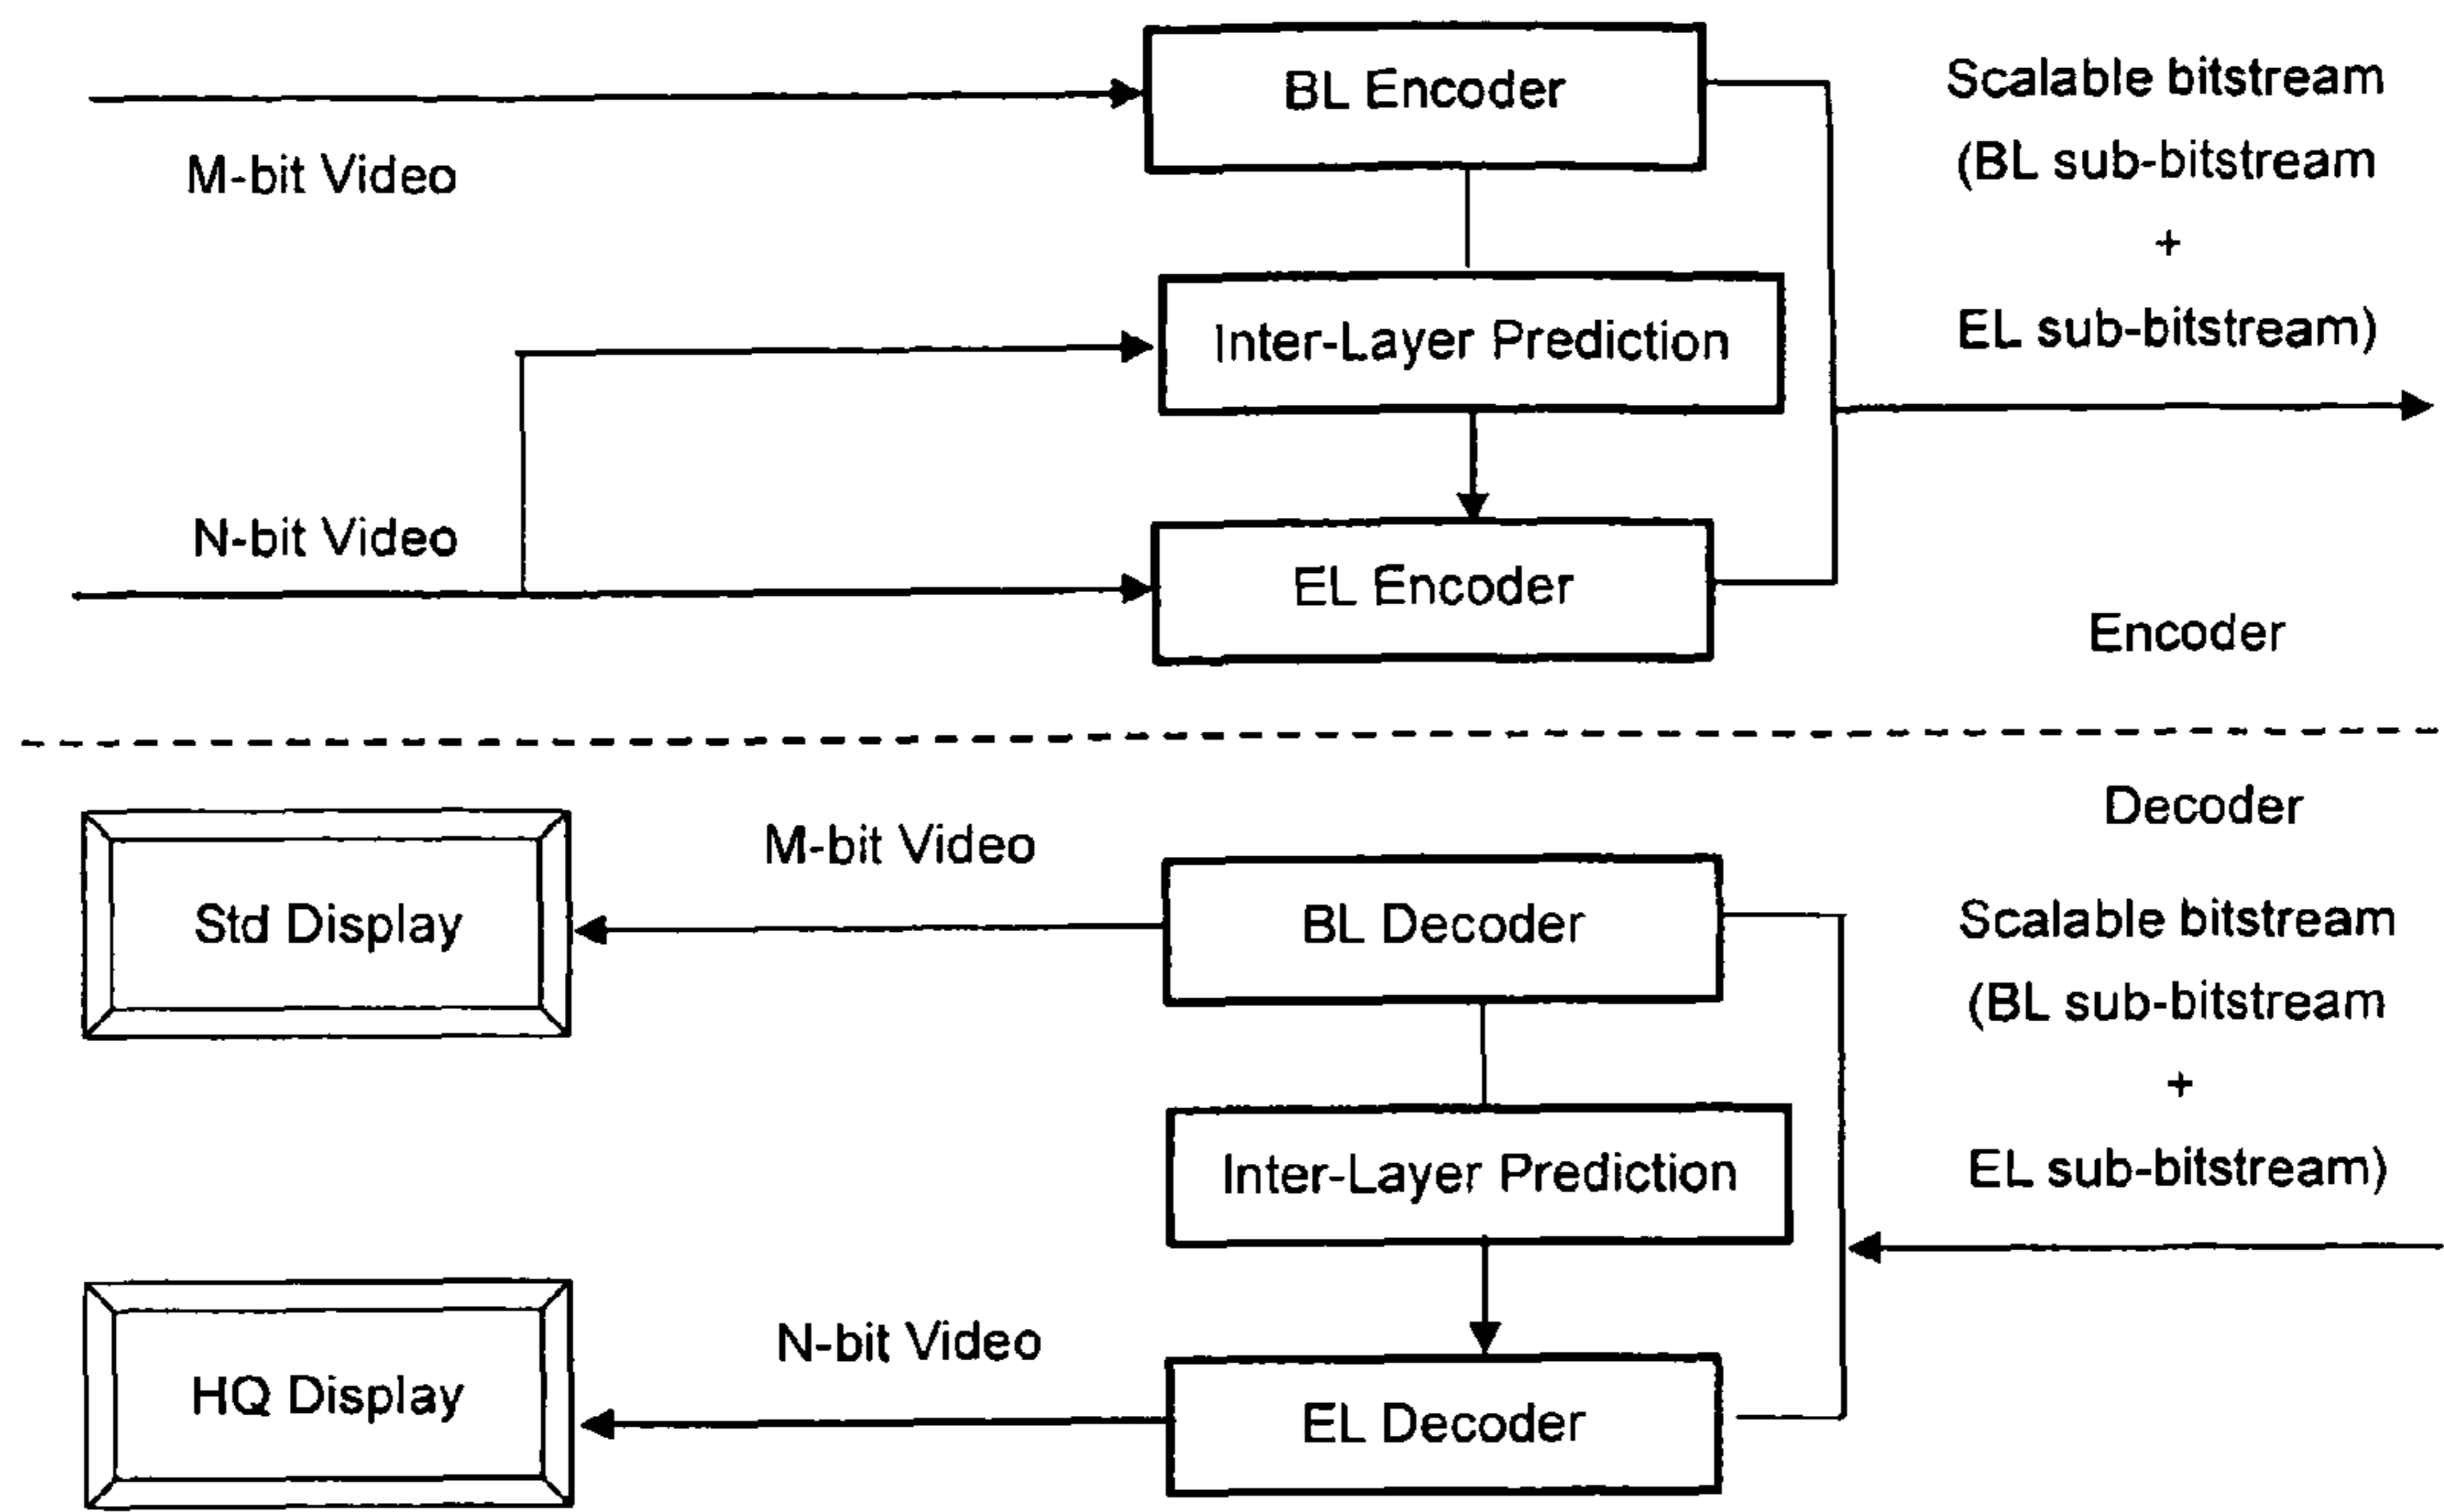 BL Encoder
Scalable bitstream
(BL sub-bitstream
+
EL sub-bitstream)
M-bit Video
Inter-Layer Prediction
N-bit Video
EL Encoder
Encoder
Decoder
M-bit Video
Std Display
BL Decoder
Scalable bitstream
(BL sub-bitstream
+
EL sub-bitstream)
Inter-Layer Prediction
N-bit Video
HQ Display
EL Decoder